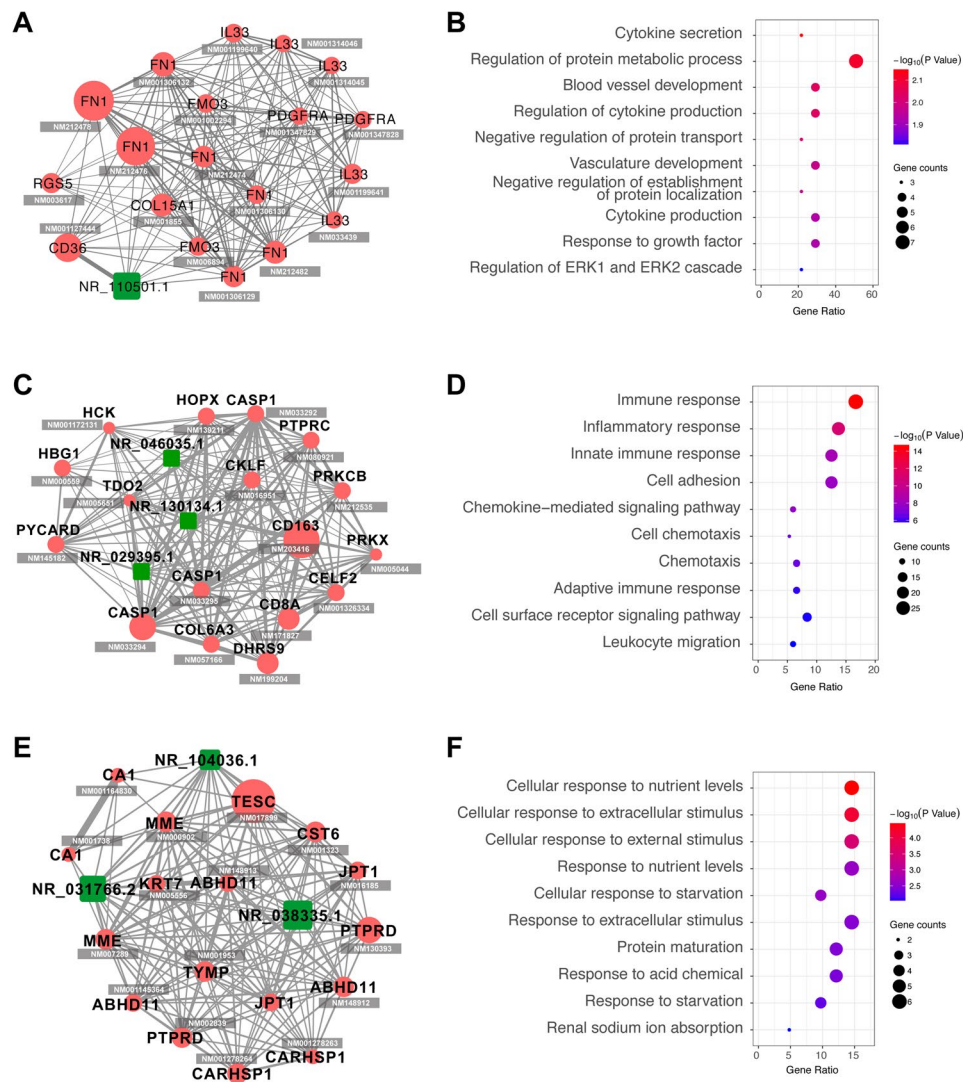 A
IL33
NM001199640
IL33
NM001314046
FN1
NM001306132
IL33
NM001314045
FN1
NM212478
FMO3
NM001002294
PDGFRA
NM001347829
PDGFRA
NM001347828
FN1
NM212476
FN1
NM212474
IL33
NM001199641
RGS5
NM003617
FN1
NM001306130
COL15A1
NM001855
IL33
NM033439
NM001127444
CD36
FMO3
NM006894
FN1
NM212482
NR_110501.1
FN1
NM001306129
B
Cytokine secretion
Regulation of protein metabolic process
Blood vessel development
Regulation of cytokine production
Negative regulation of protein transport
Vasculature development
Negative regulation of establishment
of protein localization
Cytokine production
Response to growth factor
Regulation of ERK1 and ERK2 cascade
0 20 40 60
Gene Ratio
−log10(P Value)
2.1
2.0
1.9
Gene counts
3
4
5
6
7
C
HOPX
NM139211
CASP1
NM033292
HCK
NM001172131
PTPRC
NM080921
NR_046035.1
HBG1
NM000559
CKLF
NM016951
TDO2
NM005651
PRKCB
NM212535
NR_130134.1
PYCARD
NM145182
CD163
NM203416
PRKX
NM005044
NR_029395.1
CASP1
NM033295
CELF2
NM001326334
CASP1
NM033294
CD8A
NM171827
COL6A3
NM057166
DHRS9
NM199204
D
Immune response
Inflammatory response
Innate immune response
Cell adhesion
Chemokine−mediated signaling pathway
Cell chemotaxis
Chemotaxis
Adaptive immune response
Cell surface receptor signaling pathway
Leukocyte migration
0 5 10 15 20
Gene Ratio
−log10(P Value)
14
12
10
8
6
Gene counts
10
15
20
25
E
NR_104036.1
CA1
NM001164830
TESC
NM017899
MME
NM000902
CST6
NM001323
NM001738
CA1
NM148913
JPT1
NM016185
NR_031766.2
KRT7
NM005556
ABHD11
NR_038335.1
PTPRD
NM130393
MME
NM007289
NM001953
TYMP
NM001145364
ABHD11
ABHD11
NM148912
JPT1
NM002839
PTPRD
NM001278263
CARHSP1
NM001278264
CARHSP1
F
Cellular response to nutrient levels
Cellular response to extracellular stimulus
Cellular response to external stimulus
Response to nutrient levels
Cellular response to starvation
Response to extracellular stimulus
Protein maturation
Response to acid chemical
Response to starvation
Renal sodium ion absorption
0 5 10 15
Gene Ratio
−log10(P Value)
4.0
3.5
3.0
2.5
Gene counts
2
3
4
5
6